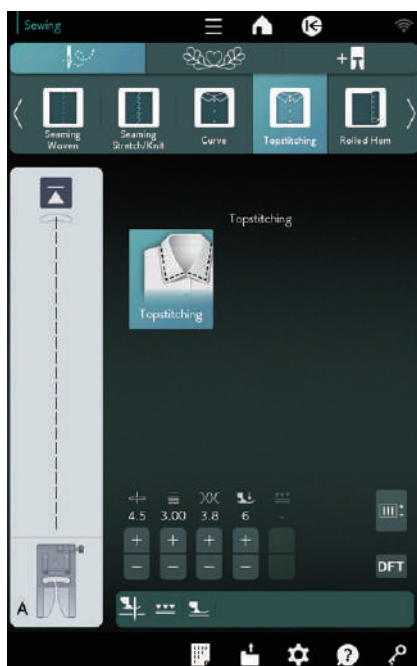 Sewing
Seaming Woven
Seaming Stretch/Knit
Curve
Topstitching
Rolled Hem
Topstitching
Topstitching
4.5 3.00 3.8 6 -
+ + + +
- - - -
DFT
A